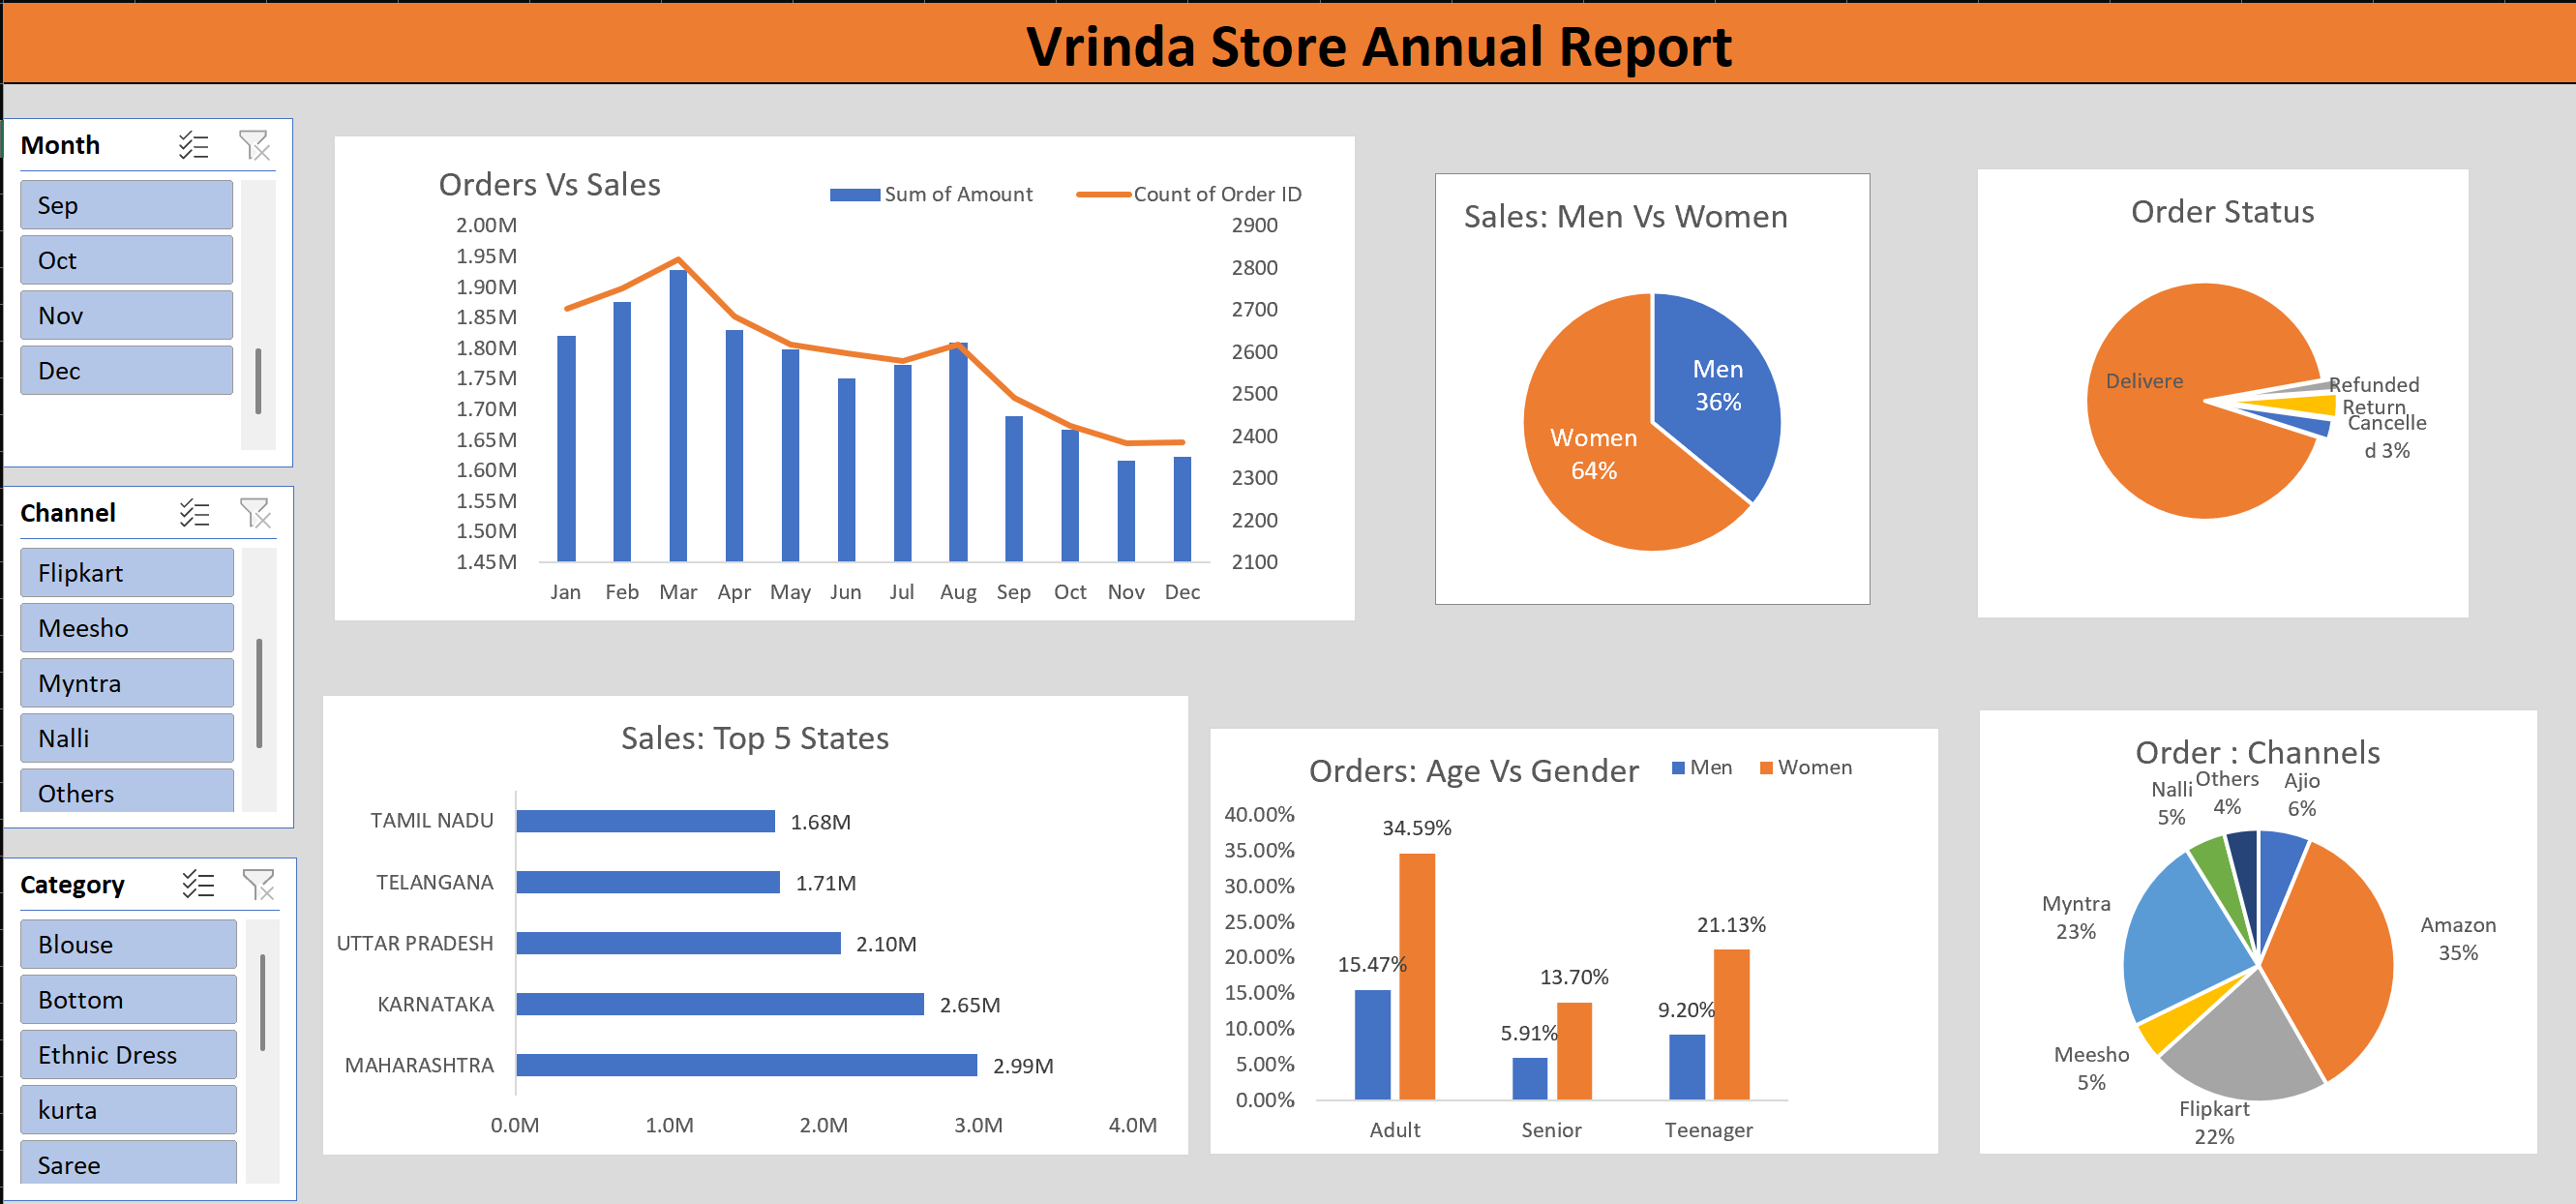 Vrinda Store Annual Report
Month
Sep
Oct
Nov
Dec
Channel
Flipkart
Meesho
Myntra
Nalli
Others
Category
Blouse
Bottom
Ethnic Dress
kurta
Saree
Orders Vs Sales
Sum of Amount
Count of Order ID
2.00M
1.95M
1.90M
1.85M
1.80M
1.75M
1.70M
1.65M
1.60M
1.55M
1.50M
1.45M
2900
2800
2700
2600
2500
2400
2300
2200
2100
Jan Feb Mar Apr May Jun Jul Aug Sep Oct Nov Dec
Sales: Men Vs Women
Men
36%
Women
64%
Order Status
Delivere
Refunded
Return
Cancelle
d 3%
Sales: Top 5 States
TAMIL NADU 1.68M
TELANGANA 1.71M
UTTAR PRADESH 2.10M
KARNATAKA 2.65M
MAHARASHTRA 2.99M
0.0M 1.0M 2.0M 3.0M 4.0M
Orders: Age Vs Gender
Men Women
40.00%
35.00%
30.00%
25.00%
20.00%
15.00%
10.00%
5.00%
0.00%
15.47%
34.59%
5.91%
13.70%
9.20%
21.13%
Adult Senior Teenager
Order : Channels
Nalli
5%
Others
4%
Ajio
6%
Myntra
23%
Amazon
35%
Meesho
5%
Flipkart
22%